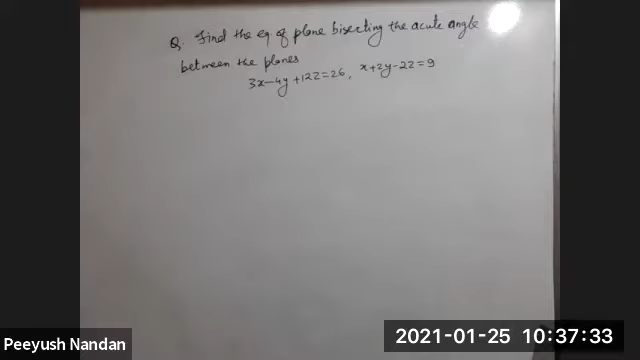 Q. Find the eq of plane bisecting the acute angle
between the planes
3x-4y+12z=26, x+2y-2z=9
Peeyush Nandan
2021-01-25 10:37:33